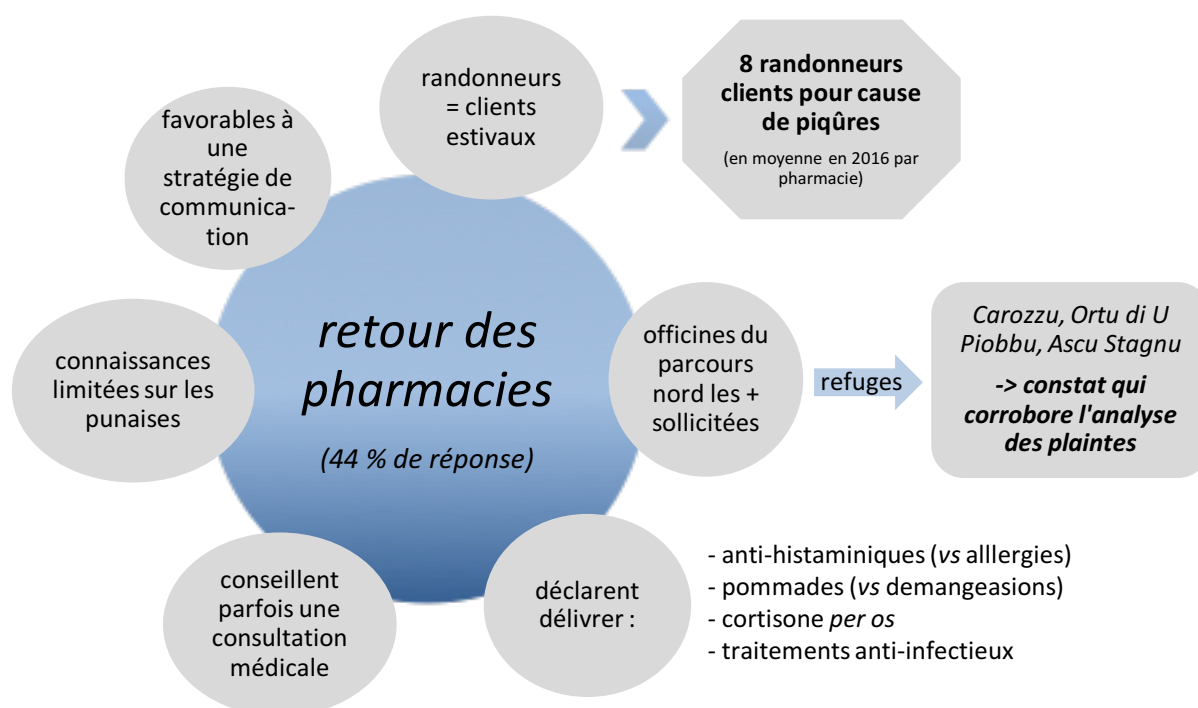 randonneurs
= clients
estivaux
8 randonneurs
clients pour cause
de piqûres
(en moyenne en 2016 par
pharmacie)
favorables à
une
stratégie de
communica-
tion
retour des
pharmacies
(44 % de réponse)
officines du
parcours
nord les +
sollicitées
refuges
Carozzu, Ortu di U
Piobbu, Ascu Stagnu
-> constat qui
corrobore l'analyse
des plaintes
connaissances
limitées sur les
punaises
conseillent
parfois une
consultation
médicale
déclarent
délivrer :
- anti-histaminiques (vs alllergies)
- pommades (vs demangeasions)
- cortisone per os
- traitements anti-infectieux